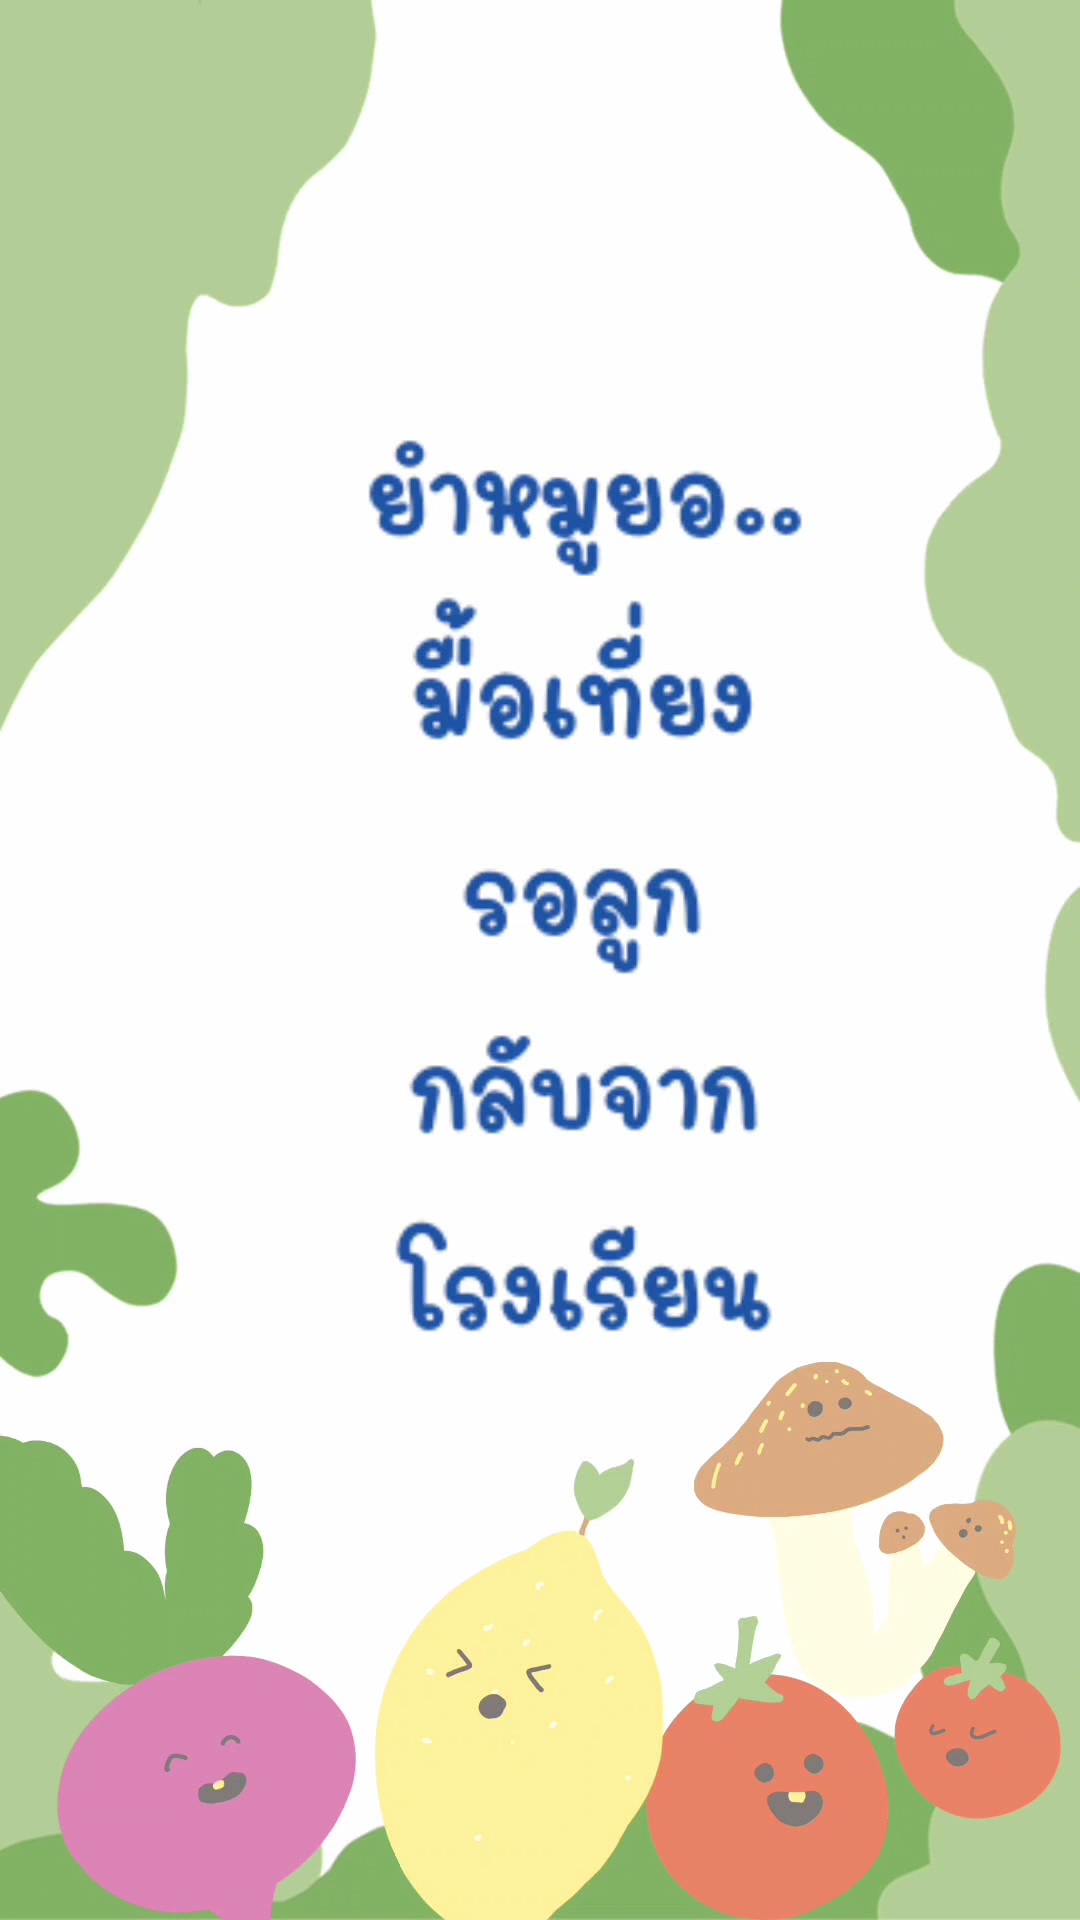 ยำหมูยอ..
มื้อเที่ยง
รอลูก
กลับจาก
โรงเรียน